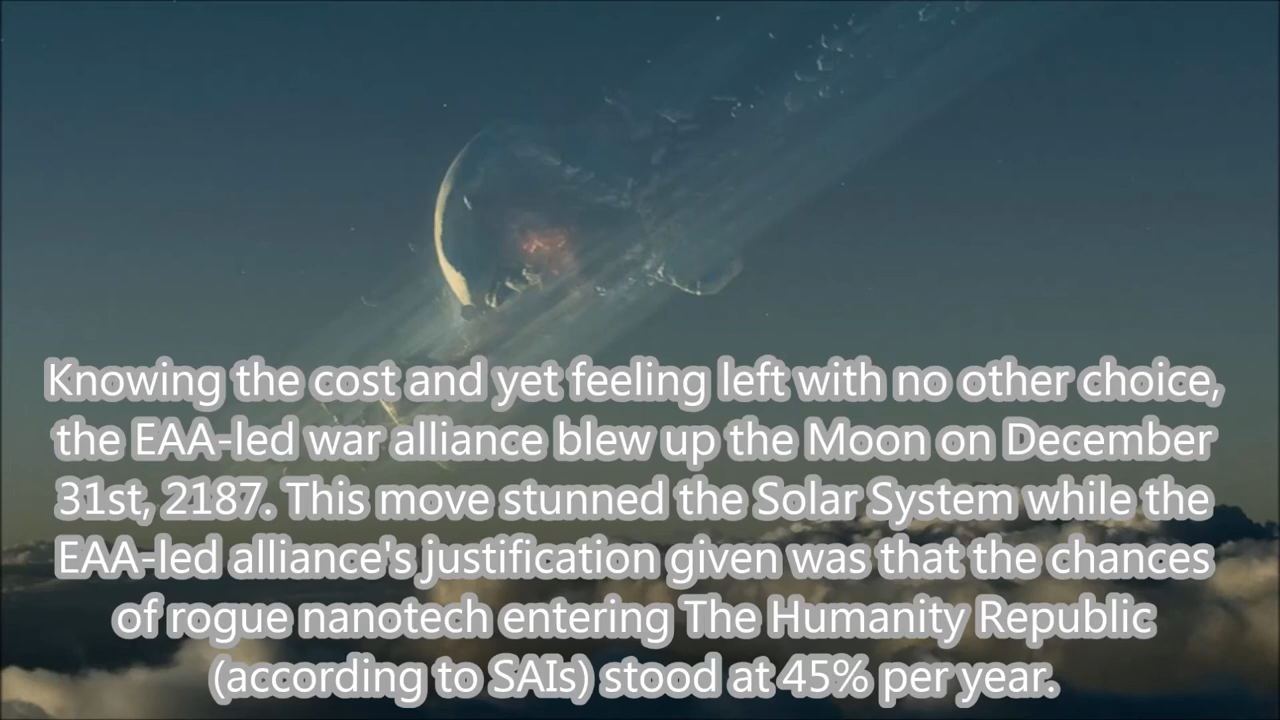 Knowing the cost and yet feeling left with no other choice,
the EAA-led war alliance blew up the Moon on December
31st, 2187. This move stunned the Solar System while the
EAA-led alliance's justification given was that the chances
of rogue nanotech entering The Humanity Republic
(according to SAIs) stood at 45% per year.